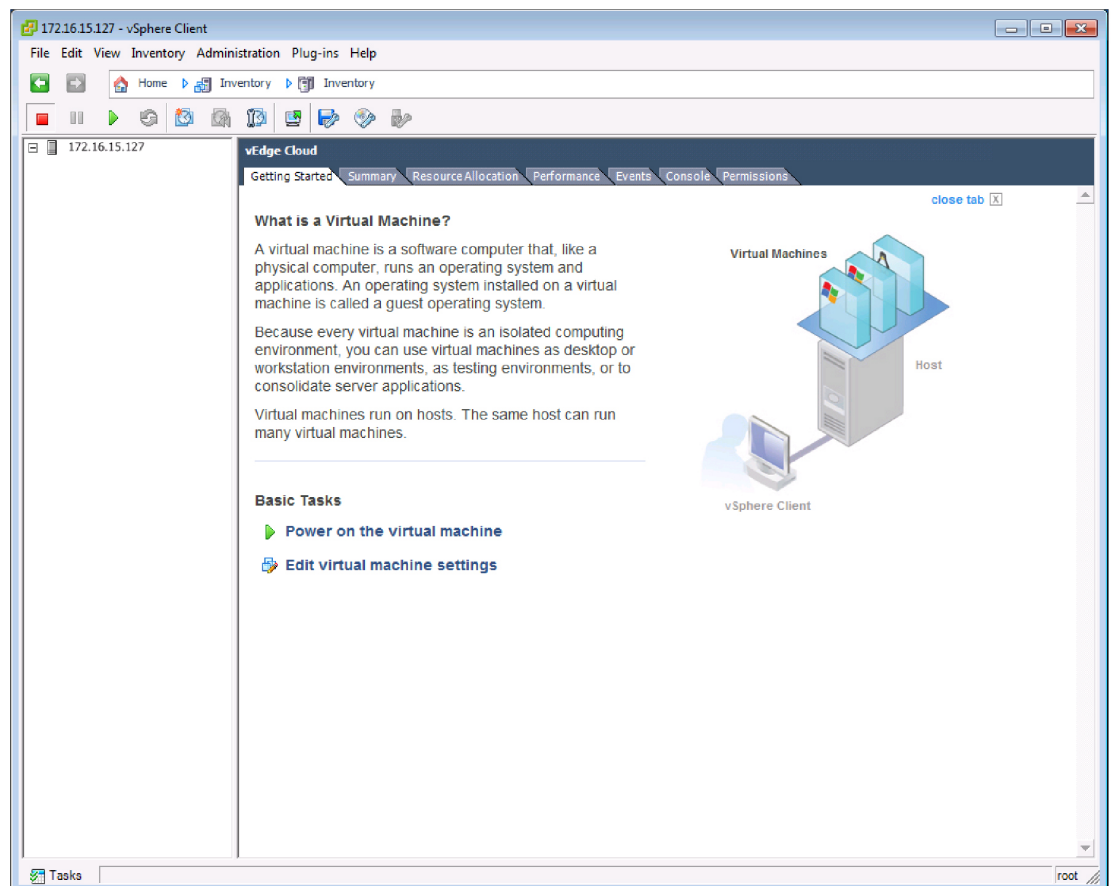 172.16.15.127 - vSphere Client
File Edit View Inventory Administration Plug-ins Help
Home Inventory Inventory
172.16.15.127
vEdge Cloud
Getting Started Summary Resource Allocation Performance Events Console Permissions
close tab X
What is a Virtual Machine?
A virtual machine is a software computer that, like a
physical computer, runs an operating system and
applications. An operating system installed on a virtual
machine is called a guest operating system.
Because every virtual machine is an isolated computing
environment, you can use virtual machines as desktop or
workstation environments, as testing environments, or to
consolidate server applications.
Virtual machines run on hosts. The same host can run
many virtual machines.
Basic Tasks
Power on the virtual machine
Edit virtual machine settings
Virtual Machines
Host
vSphere Client
Tasks
root